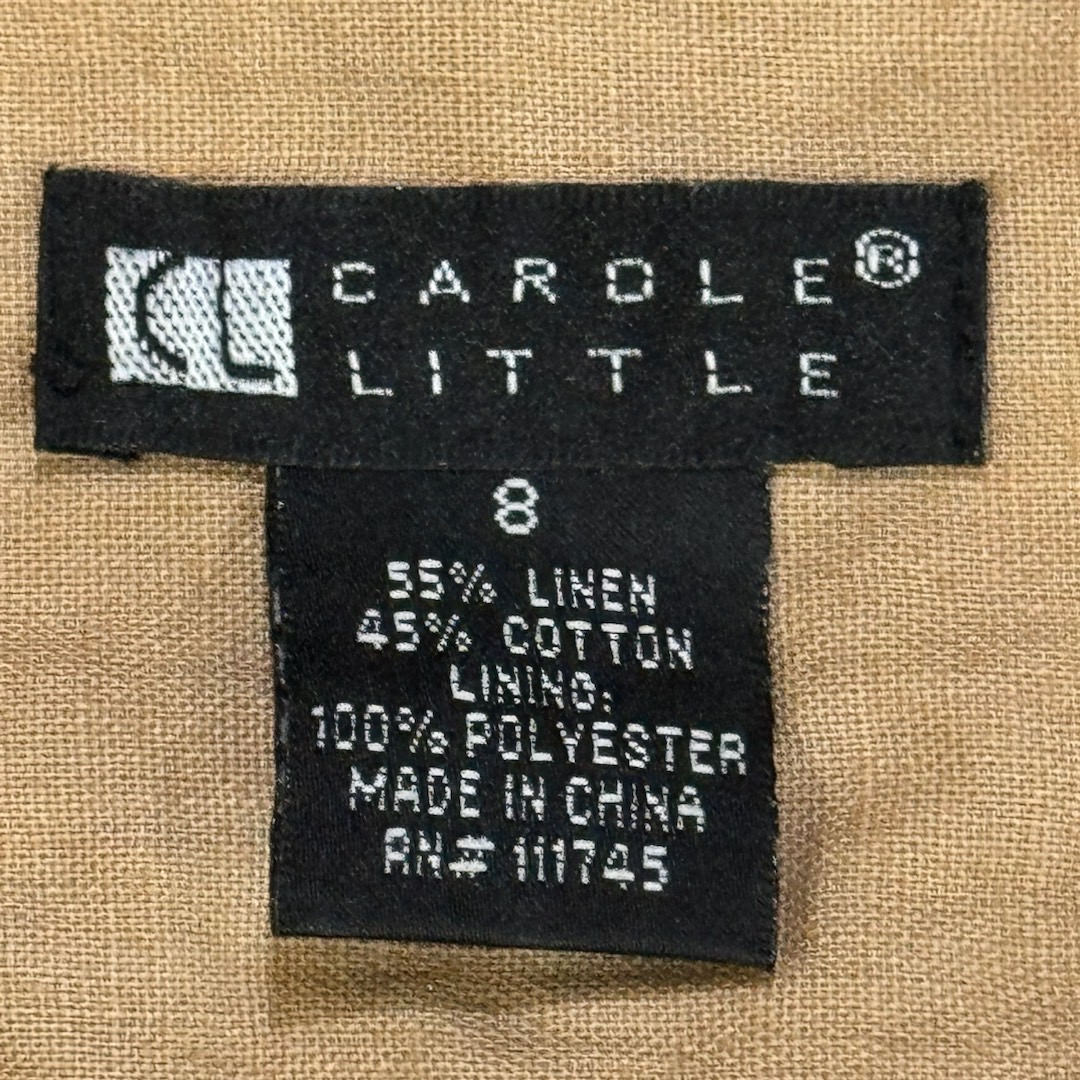 CL CAROLE®
LITTLE
8
55% LINEN
45% COTTON
LINING:
100% POLYESTER
MADE IN CHINA
RN# 111745